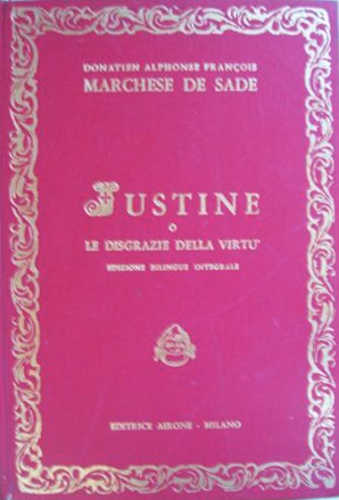 DONATIEN ALPHONSE FRANÇOIS
MARCHESE DE SADE
JUSTINE
O
LE DISGRAZIE DELLA VIRTU'
EDIZIONE BILINGUE INTEGRALE
EDITRICE AIRONE - MILANO